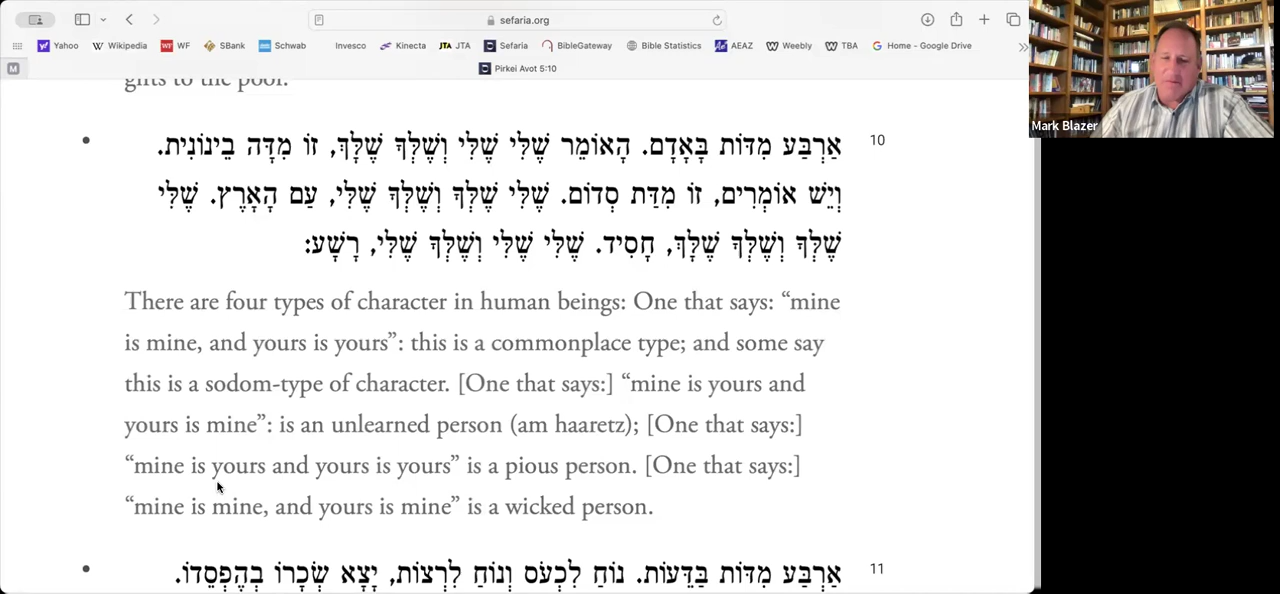 sefaria.org
Yahoo Wikipedia WF SBank Schwab Invesco Kinecta JTA Sefaria BibleGateway Bible Statistics AEAZ Weebly TBA Home - Google Drive
M Pirkei Avot 5:10
gifts to the pool.
Mark Blazer
10
אַרְבַּע מִדּוֹת בָּאָדָם. הָאוֹמֵר שֶׁלִּי שֶׁלִּי וְשֶׁלְּךָ שֶׁלָּךְ, זוֹ מִדָּה בֵינוֹנִית.
וְיֵשׁ אוֹמְרִים, זוֹ מִדַּת סְדוֹם. שֶׁלִּי שֶׁלְּךָ וְשֶׁלְּךָ שֶׁלִּי, עַם הָאָרֶץ. שֶׁלִּי
שֶׁלְּךָ וְשֶׁלְּךָ שֶׁלָּךְ, חָסִיד. שֶׁלִּי שֶׁלִּי וְשֶׁלְּךָ שֶׁלִּי, רָשָׁע:
There are four types of character in human beings: One that says: “mine
is mine, and yours is yours”: this is a commonplace type; and some say
this is a sodom-type of character. [One that says:] “mine is yours and
yours is mine”: is an unlearned person (am haaretz); [One that says:]
“mine is yours and yours is yours” is a pious person. [One that says:]
“mine is mine, and yours is mine” is a wicked person.
11
אַרְבַּע מִדּוֹת בַּדֵּעוֹת. נוֹחַ לִכְעֹס וְנוֹחַ לִרְצוֹת, יָצָא שְׂכָרוֹ בְהֶפְסֵדוֹ.